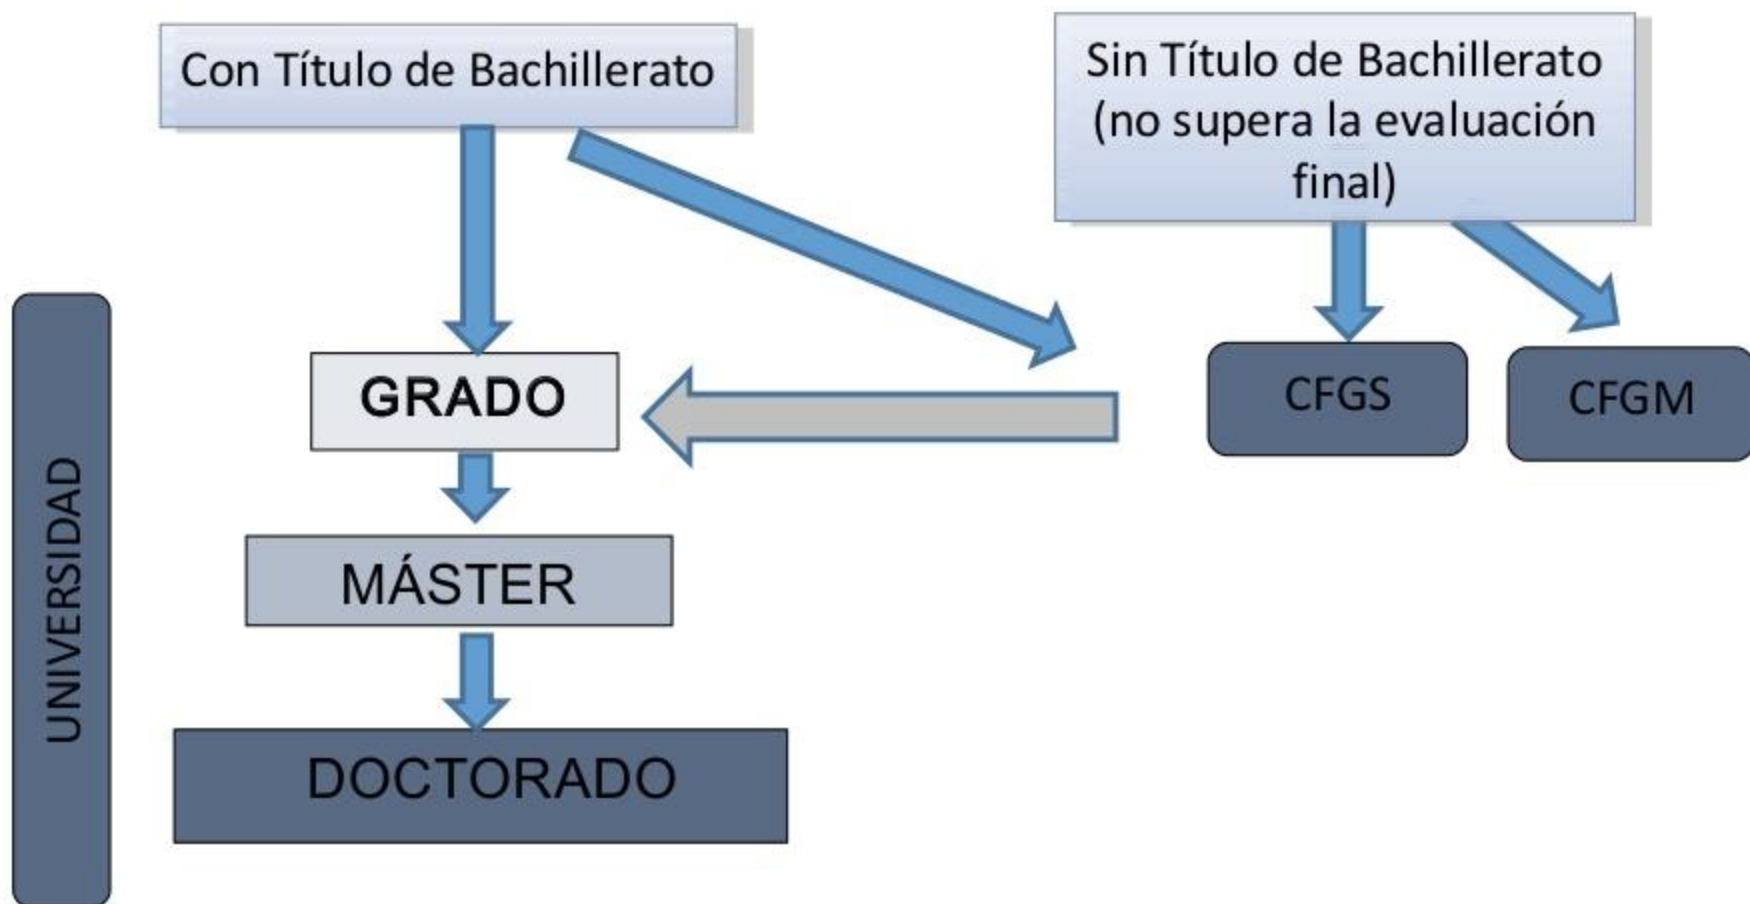 Con Título de Bachillerato
Sin Título de Bachillerato
(no supera la evaluación
final)
GRADO
CFGS
CFGM
MÁSTER
DOCTORADO
UNIVERSIDAD